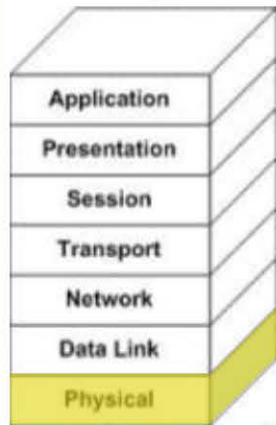 Application
Presentation
Session
Transport
Network
Data Link
Physical